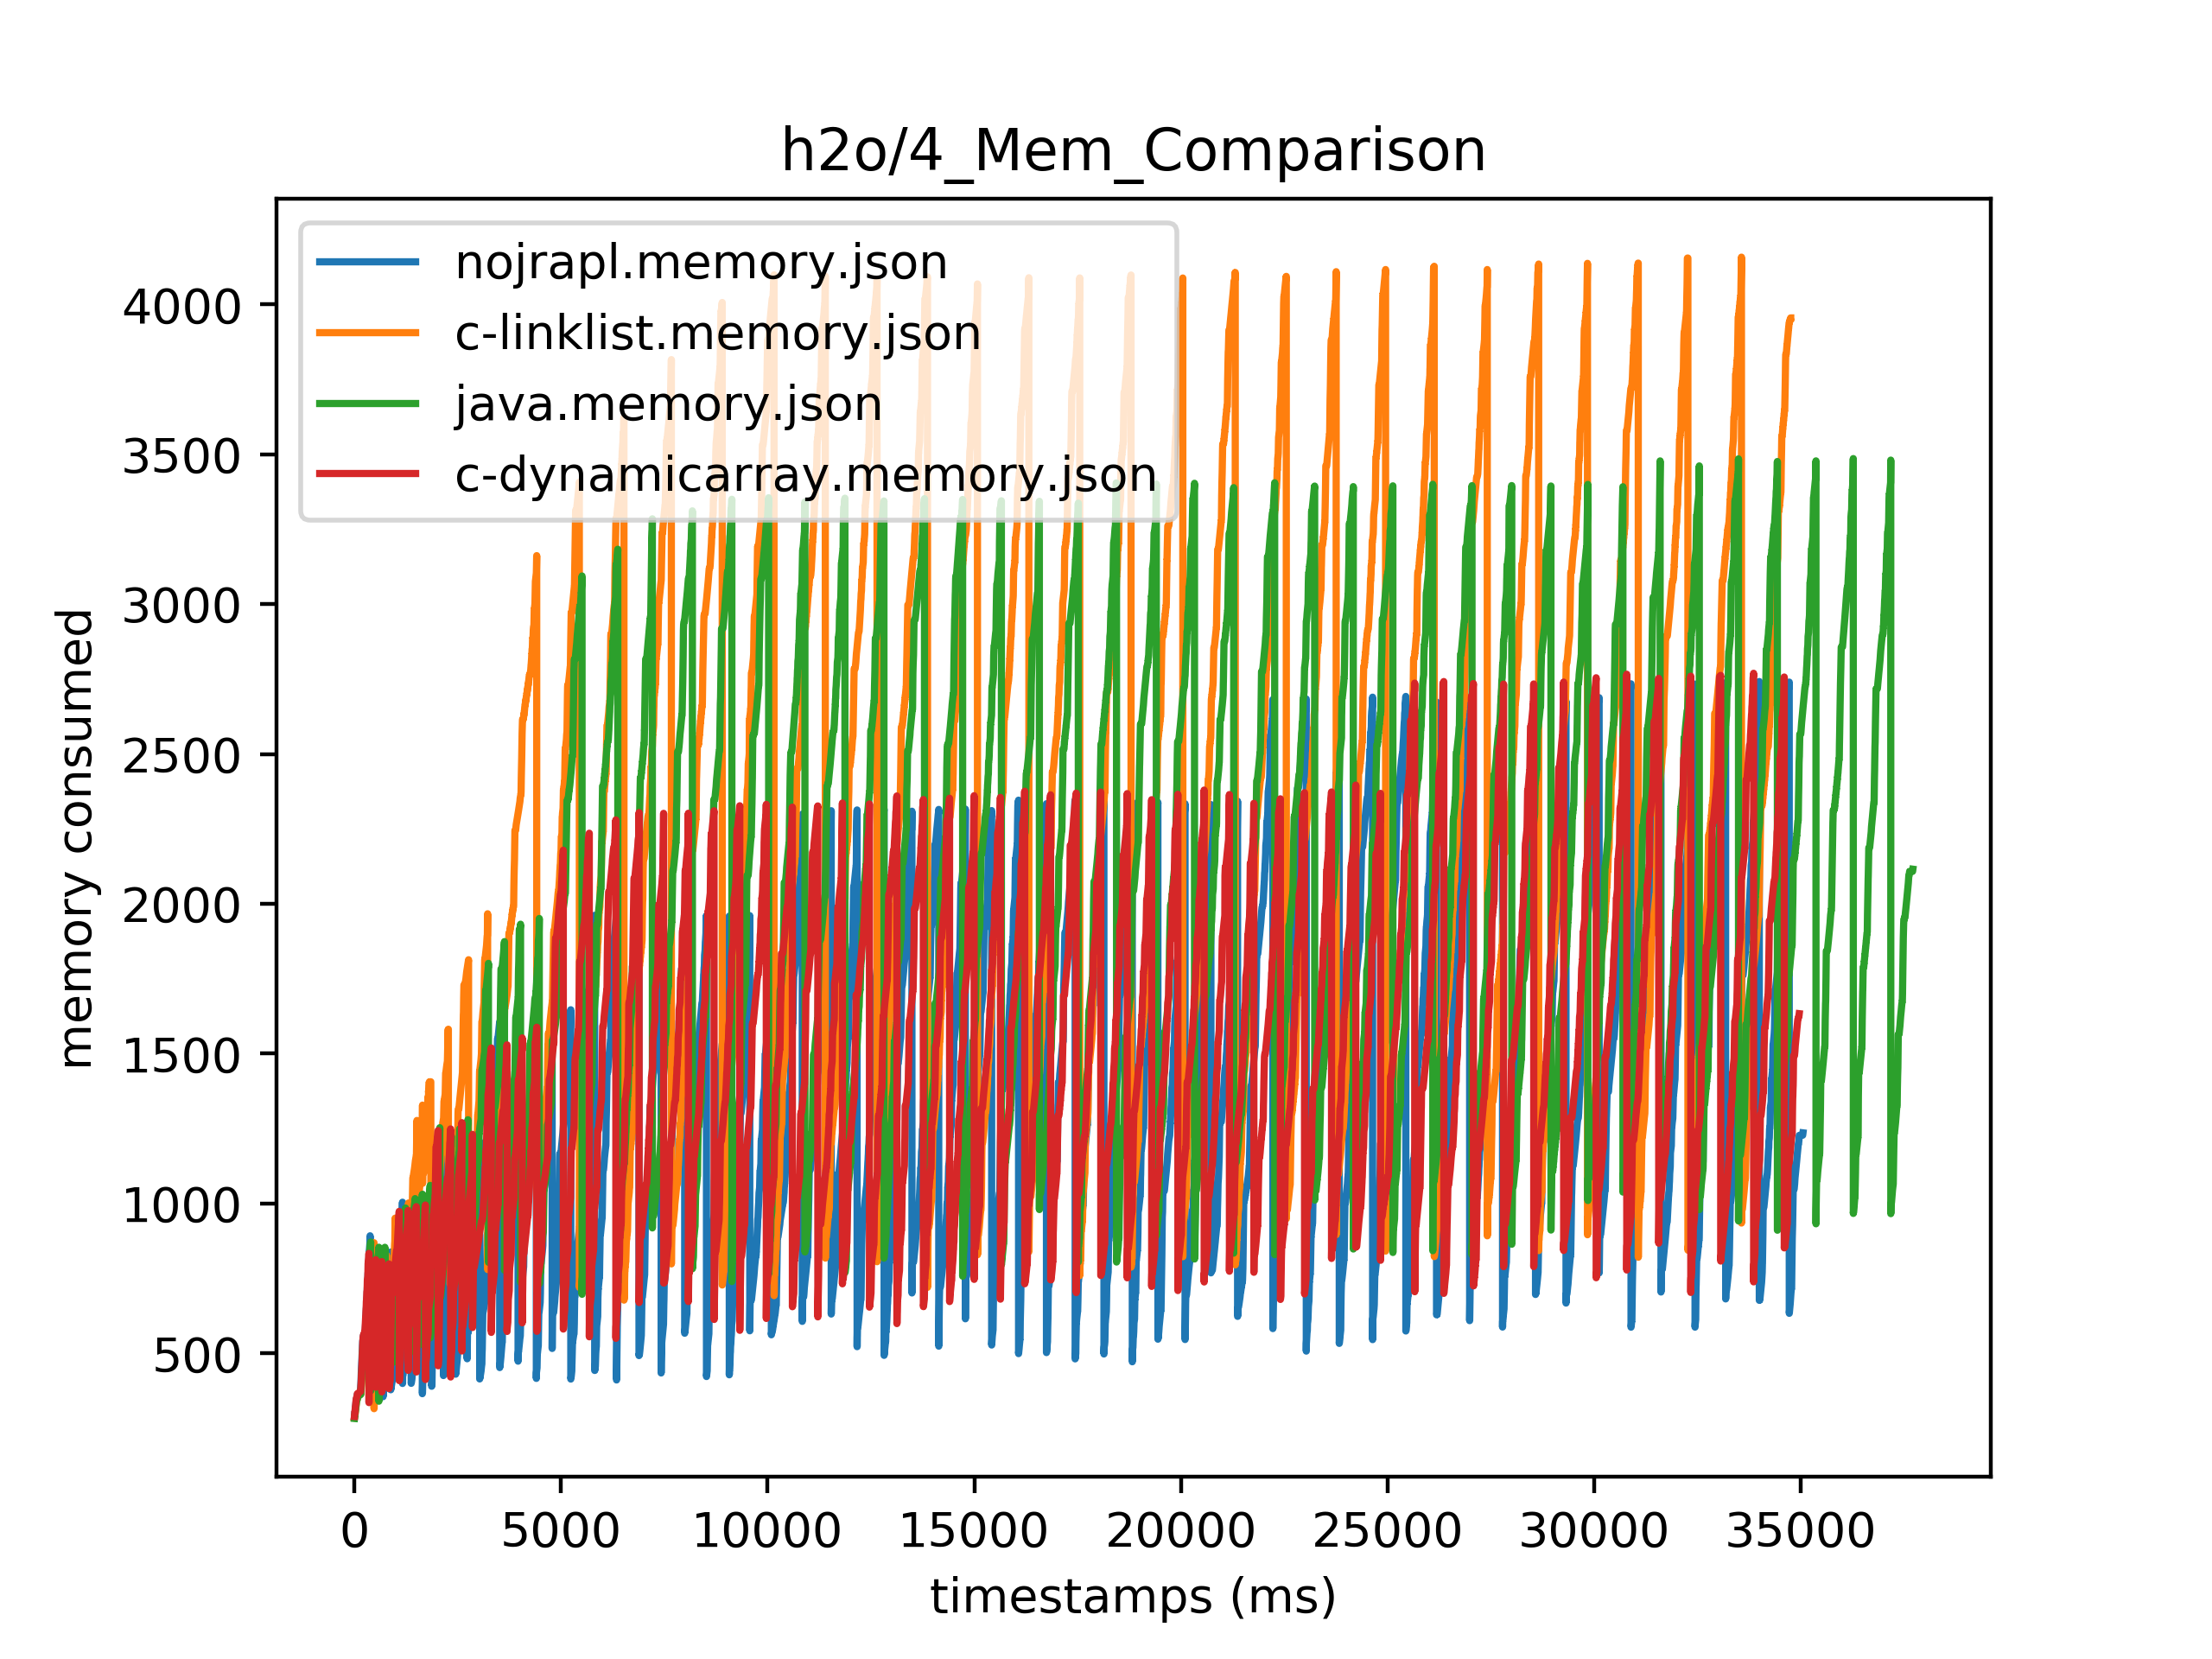 h2o/4_Mem_Comparison
nojrapl.memory.json
c-linklist.memory.json
java.memory.json
c-dynamicarray.memory.json
memory consumed
4000
3500
3000
2500
2000
1500
1000
500
0 5000 10000 15000 20000 25000 30000 35000
timestamps (ms)